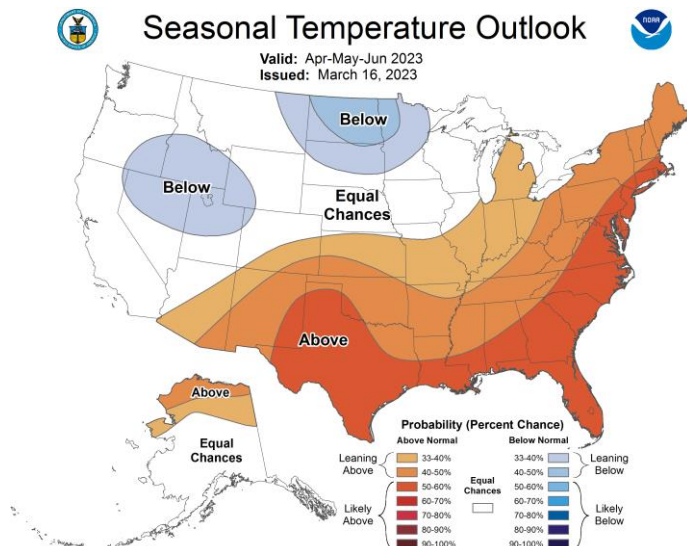 Seasonal Temperature Outlook
NOAA
Valid: Apr-May-Jun 2023
Issued: March 16, 2023
Below
Below
Equal
Chances
Above
Above
Equal
Chances
Probability (Percent Chance)
Above Normal
Below Normal
Leaning
Above
33-40%
40-50%
Likely
Above
50-60%
60-70%
70-80%
80-90%
90-100%
Equal
Chances
33-40%
40-50%
Leaning
Below
50-60%
60-70%
70-80%
80-90%
90-100%
Likely
Below